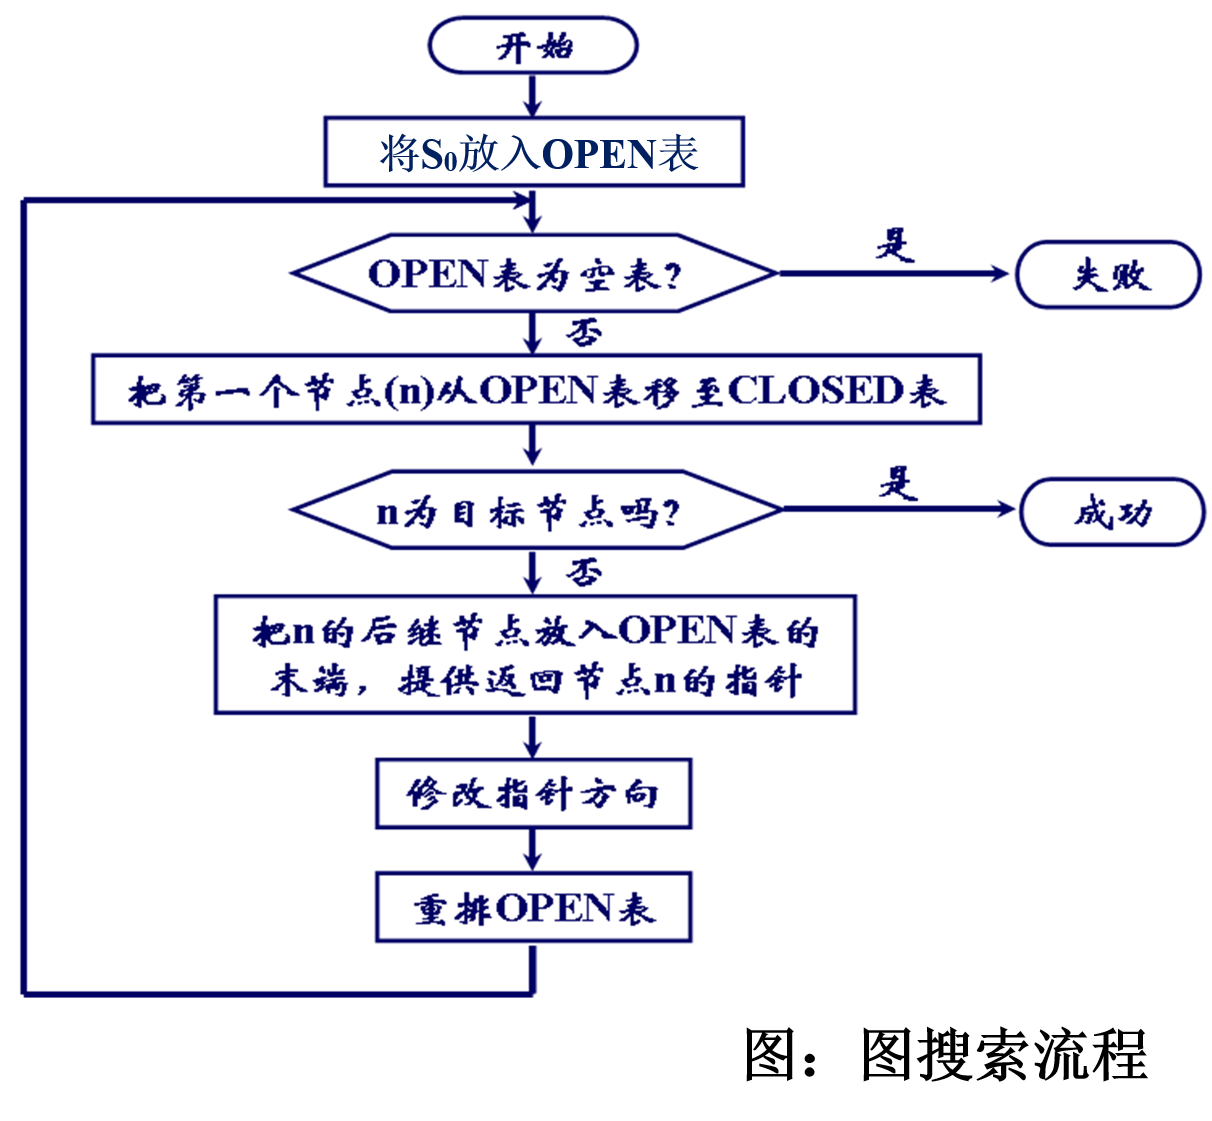 开始
将S₀放入OPEN表
OPEN表为空表?
是
失败
否
把第一个节点(n)从OPEN表移至CLOSED表
n为目标节点吗?
是
成功
否
把n的后继节点放入OPEN表的
末端，提供返回节点n的指针
修改指针方向
重排OPEN表
图：图搜索流程